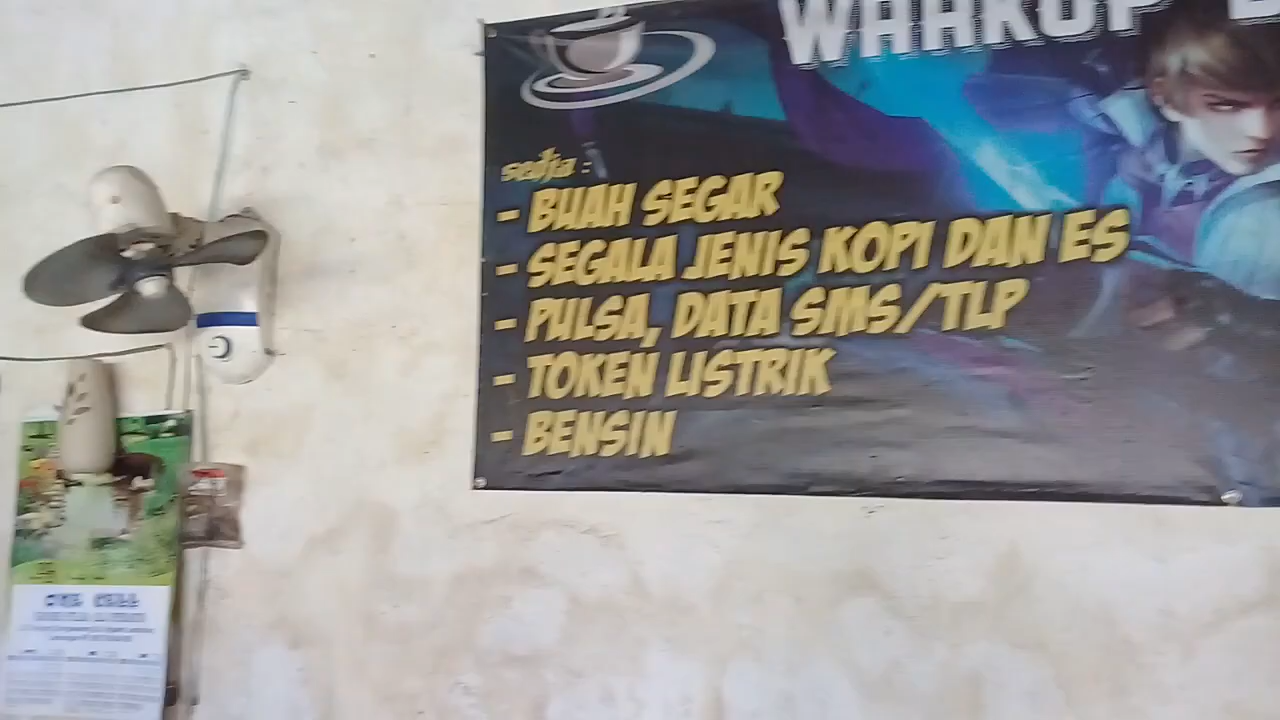 WARKOP
sedia :
- BUAH SEGAR
- SEGALA JENIS KOPI DAN ES
- PULSA, DATA SMS/TLP
- TOKEN LISTRIK
- BENSIN